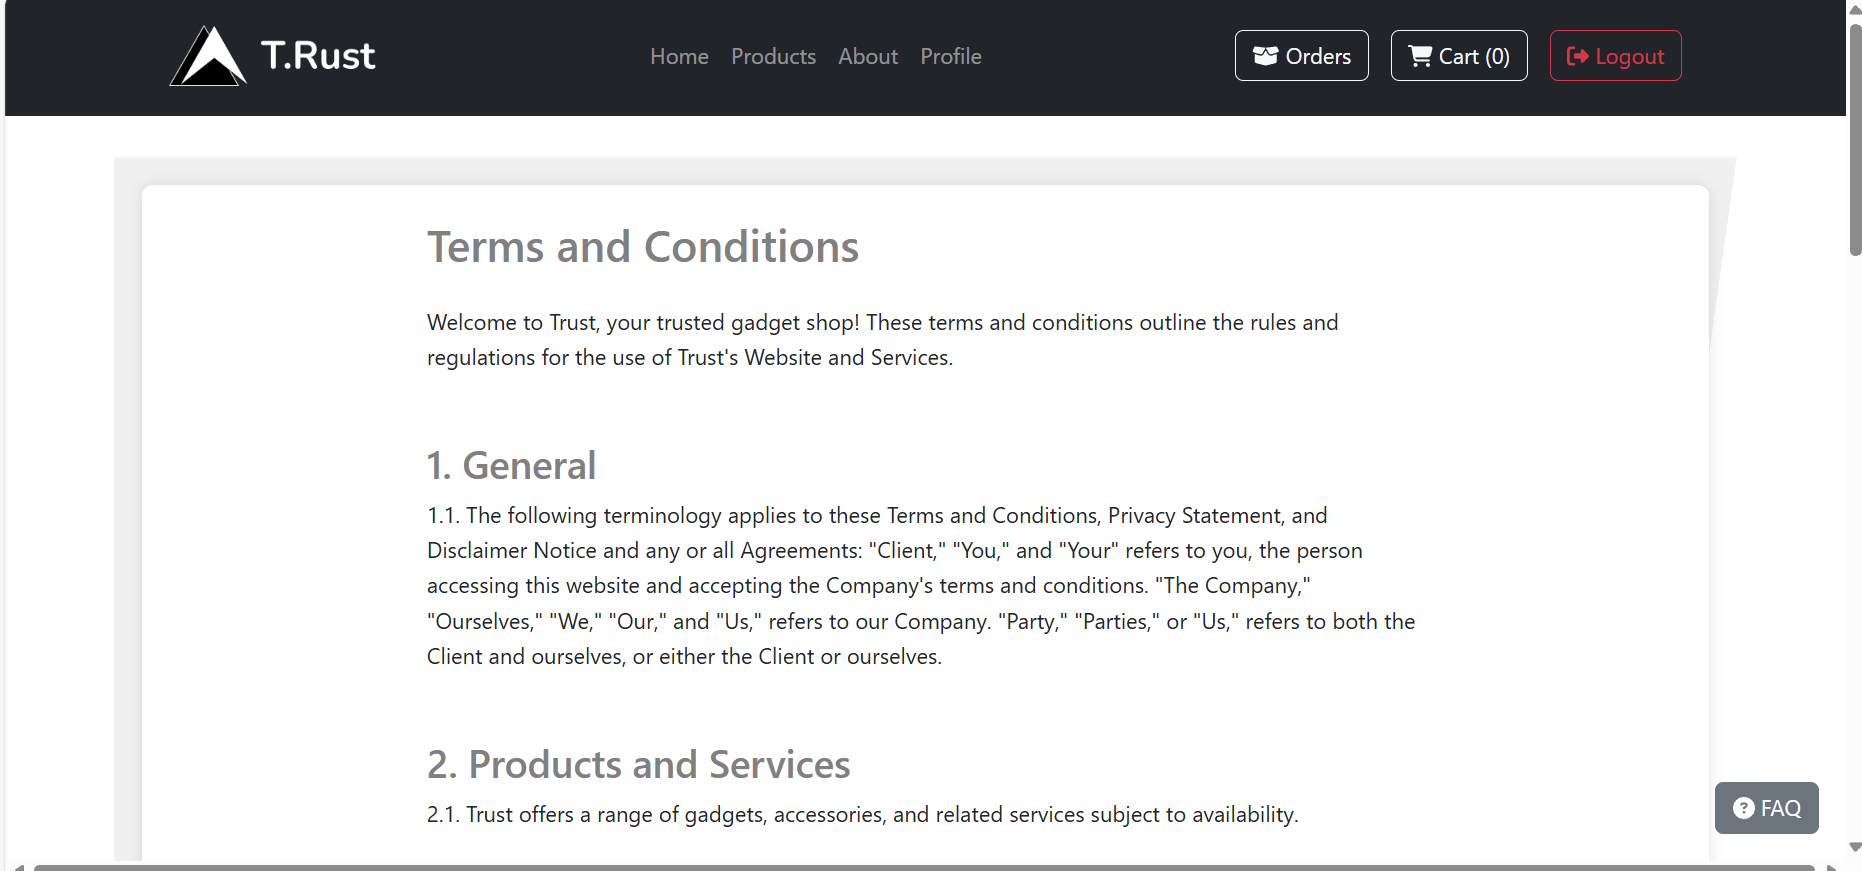 T.Rust
Home Products About Profile
Orders
Cart (0)
Logout
Terms and Conditions
Welcome to Trust, your trusted gadget shop! These terms and conditions outline the rules and
regulations for the use of Trust's Website and Services.
1. General
1.1. The following terminology applies to these Terms and Conditions, Privacy Statement, and
Disclaimer Notice and any or all Agreements: "Client," "You," and "Your" refers to you, the person
accessing this website and accepting the Company's terms and conditions. "The Company,"
"Ourselves," "We," "Our," and "Us," refers to our Company. "Party," "Parties," or "Us," refers to both the
Client and ourselves, or either the Client or ourselves.
2. Products and Services
2.1. Trust offers a range of gadgets, accessories, and related services subject to availability.
FAQ